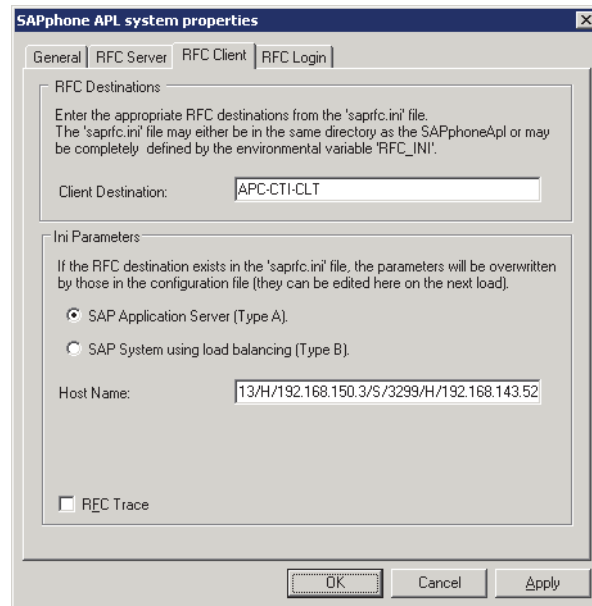 SAPphone APL system properties
General RFC Server RFC Client RFC Login
RFC Destinations
Enter the appropriate RFC destinations from the 'saprfc.ini' file.
The 'saprfc.ini' file may either be in the same directory as the SAPphoneApl or may
be completely defined by the environmental variable 'RFC_INI'.
Client Destination: APC-CTI-CLT
Ini Parameters
If the RFC destination exists in the 'saprfc.ini' file, the parameters will be overwritten
by those in the configuration file (they can be edited here on the next load).
SAP Application Server (Type A).
SAP System using load balancing (Type B).
Host Name: 13/H/192.168.150.3/S/3299/H/192.168.143.52
RFC Trace
OK Cancel Apply